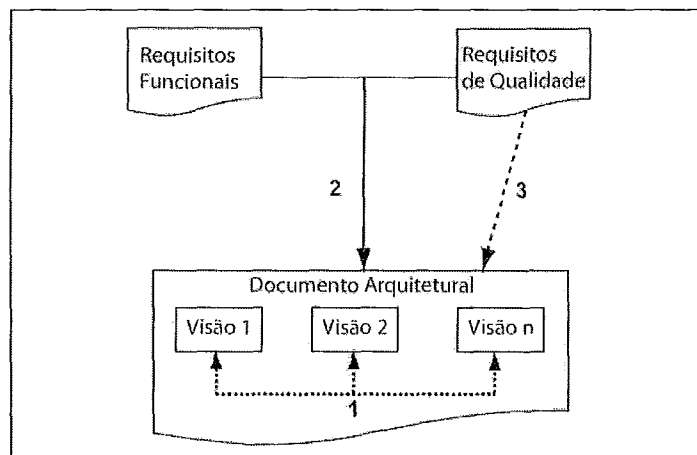 Requisitos
Funcionais
Requisitos
de Qualidade
2
3
Documento Arquitetural
Visão 1
Visão 2
Visão n
1